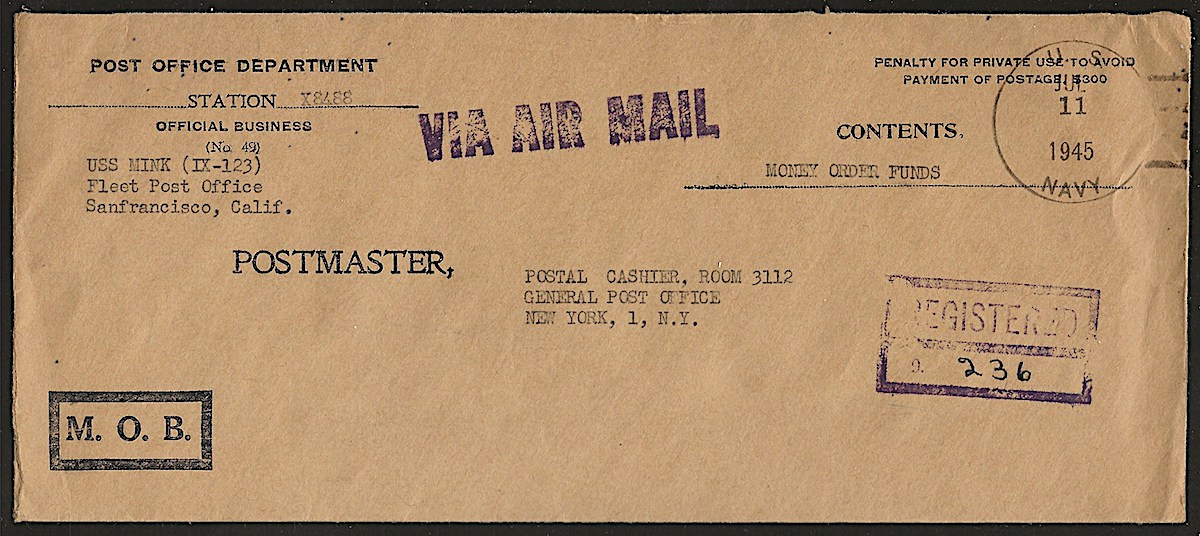 POST OFFICE DEPARTMENT
STATION X8488
OFFICIAL BUSINESS
(No. 49)
USS MINK (IX-123)
Fleet Post Office
Sanfrancisco, Calif.
VIA AIR MAIL
PENALTY FOR PRIVATE USE TO AVOID
PAYMENT OF POSTAGE, $300
CONTENTS,
MONEY ORDER FUNDS
U. S.
JUL
11
1945
NAVY
POSTMASTER,
POSTAL CASHIER, ROOM 3112
GENERAL POST OFFICE
NEW YORK, 1, N.Y.
REGISTERED
236
M. O. B.